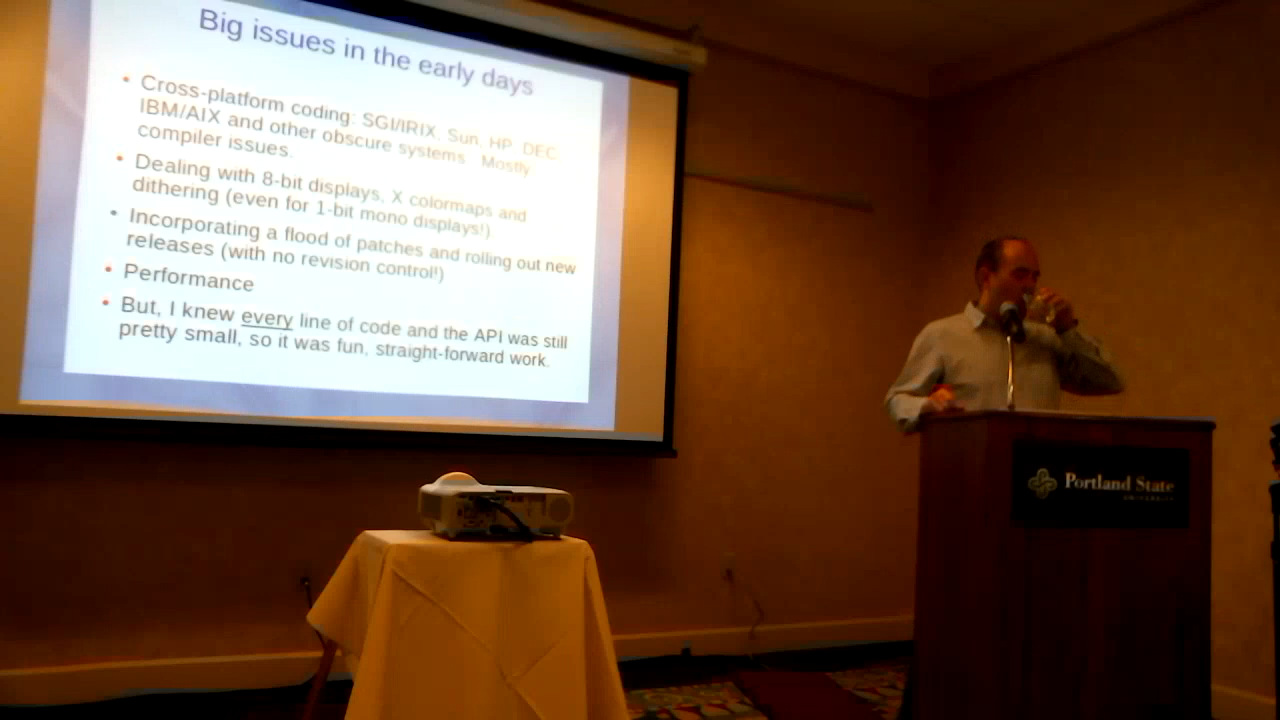 Big issues in the early days
Cross-platform coding: SGI/IRIX, Sun, HP, DEC,
IBM/AIX and other obscure systems. Mostly
compiler issues.
Dealing with 8-bit displays, X colormaps and
dithering (even for 1-bit mono displays!)
Incorporating a flood of patches and rolling out new
releases (with no revision control!)
Performance
But, I knew every line of code and the API was still
pretty small, so it was fun, straight-forward work.
Portland State
UNIVERSITY